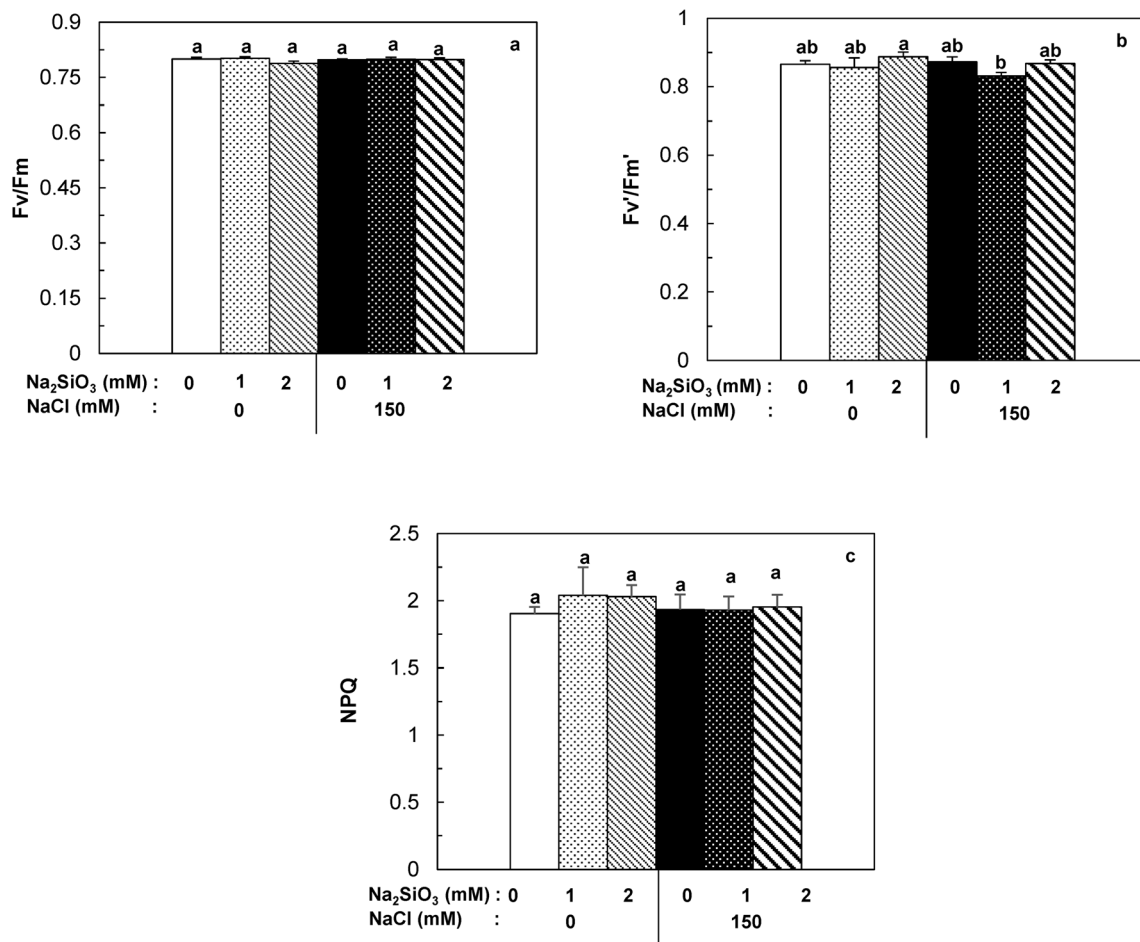 0.9
0.75
0.6
0.45
0.3
0.15
0
Fv/Fm
a a a a a a
a
Na₂SiO₃ (mM) : 0 1 2 0 1 2
NaCl (mM) : 0 150
1
0.8
0.6
0.4
0.2
0
Fv'/Fm'
ab ab a ab b ab
b
Na₂SiO₃ (mM) : 0 1 2 0 1 2
NaCl (mM) : 0 150
2.5
2
1.5
1
0.5
0
NPQ
a a a a a a
c
Na₂SiO₃ (mM) : 0 1 2 0 1 2
NaCl (mM) : 0 150